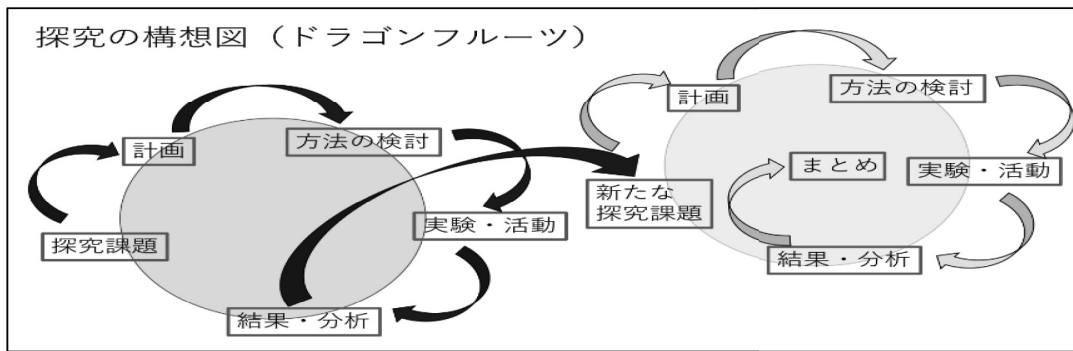 探究の構想図（ドラゴンフルーツ）
計画
方法の検討
探究課題
実験・活動
結果・分析
計画
方法の検討
まとめ
実験・活動
新たな
探究課題
結果・分析